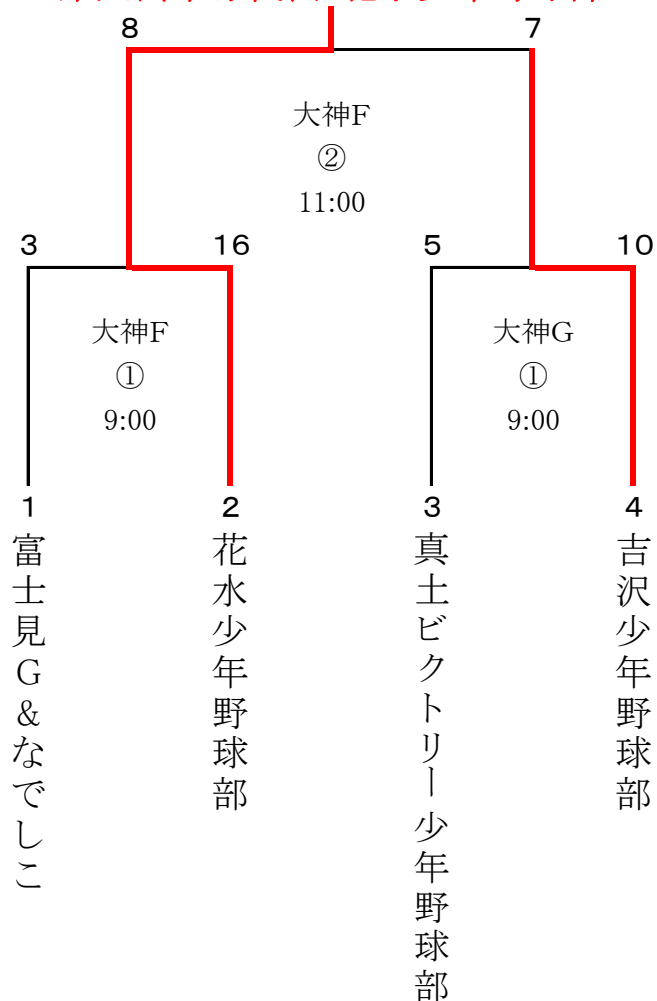 8 7
大神F
②
11:00
3 16 5 10
大神F
①
9:00
大神G
①
9:00
1 2 3 4
富士見G&なでしこ
花水少年野球部
真土ビクトリー少年野球部
吉沢少年野球部